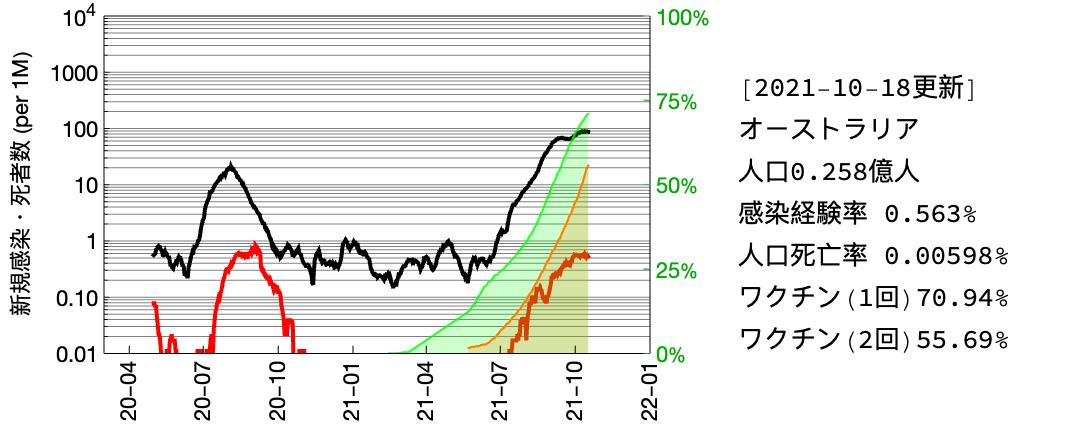 新規感染・死者数 (per 1M)
10^4
1000
100
10
1
0.10
0.01
100%
75%
50%
25%
0%
20-04
20-07
20-10
21-01
21-04
21-07
21-10
22-01
[2021-10-18更新]
オーストラリア
人口0.258億人
感染経験率 0.563%
人口死亡率 0.00598%
ワクチン(1回)70.94%
ワクチン(2回)55.69%